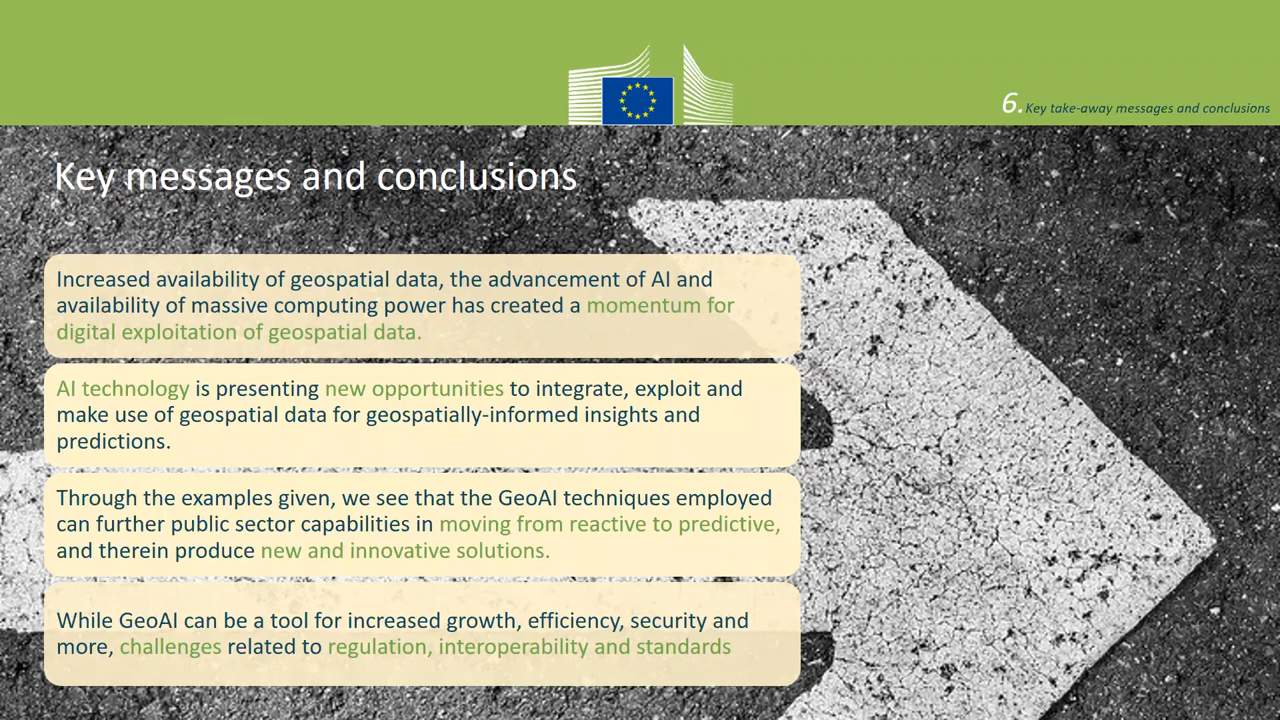 6. Key take-away messages and conclusions
Key messages and conclusions
Increased availability of geospatial data, the advancement of AI and
availability of massive computing power has created a momentum for
digital exploitation of geospatial data.
AI technology is presenting new opportunities to integrate, exploit and
make use of geospatial data for geospatially-informed insights and
predictions.
Through the examples given, we see that the GeoAI techniques employed
can further public sector capabilities in moving from reactive to predictive,
and therein produce new and innovative solutions.
While GeoAI can be a tool for increased growth, efficiency, security and
more, challenges related to regulation, interoperability and standards